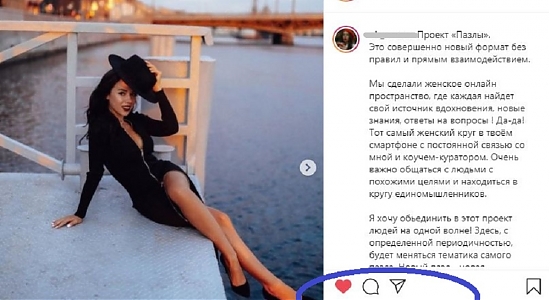 Проект «Пазлы».
Это совершенно новый формат без
правил и прямым взаимодействием.
Мы сделали женское онлайн
пространство, где каждая найдет
свой источник вдохновения, новые
знания, ответы на вопросы ! Да-да!
Тот самый женский круг в твоём
смартфоне с постоянной связью со
мной и коучем-куратором. Очень
важно общаться с людьми с
похожими целями и находиться в
кругу единомышленников.
Я хочу объединить в этот проект
людей на одной волне! Здесь, с
определенной периодичностью,
будет меняться тематика самого